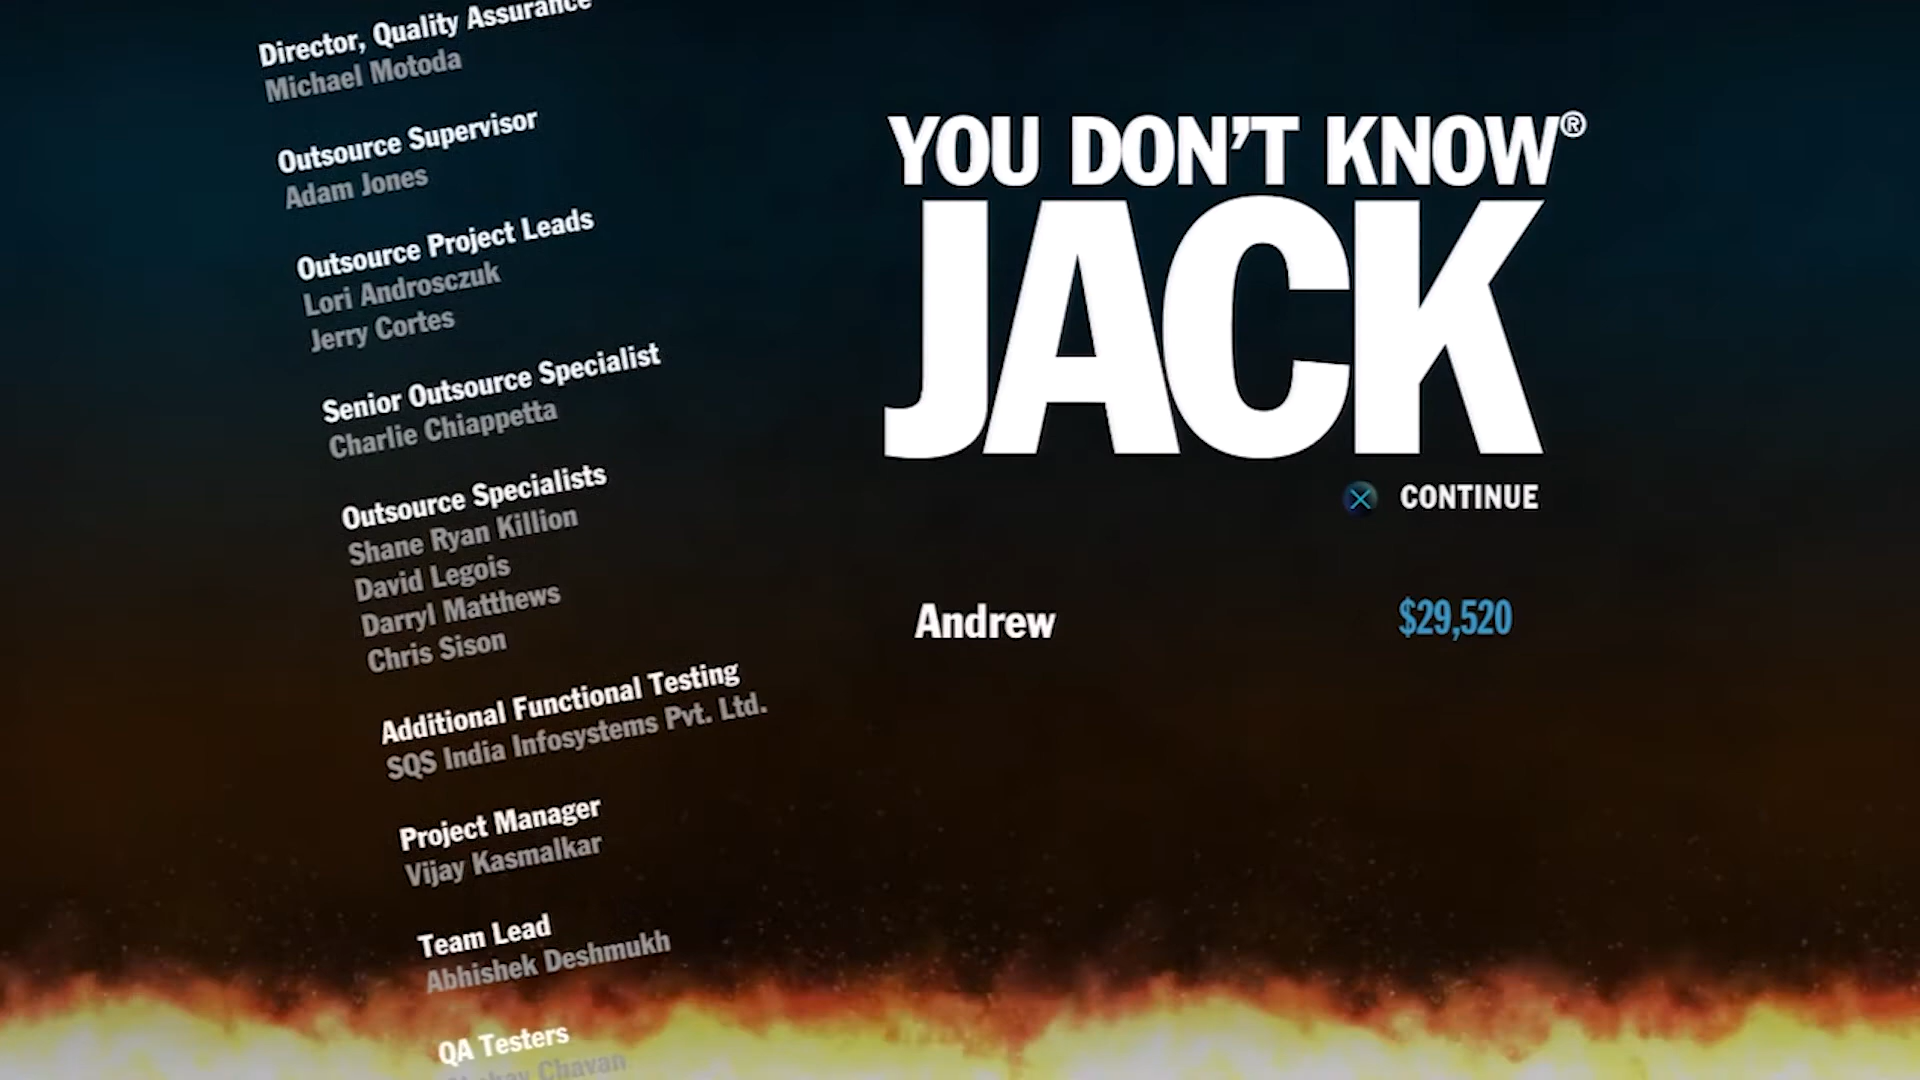 Director, Quality Assurance
Michael Motoda
Outsource Supervisor
Adam Jones
Outsource Project Leads
Lori Androsczuk
Jerry Cortes
Senior Outsource Specialist
Charlie Chiappetta
Outsource Specialists
Shane Ryan Killion
David Legois
Darryl Matthews
Chris Sison
Additional Functional Testing
SQS India Infosystems Pvt. Ltd.
Project Manager
Vijay Kasmalkar
Team Lead
Abhishek Deshmukh
QA Testers
Chavan
YOU DON'T KNOW®
JACK
CONTINUE
Andrew $29,520